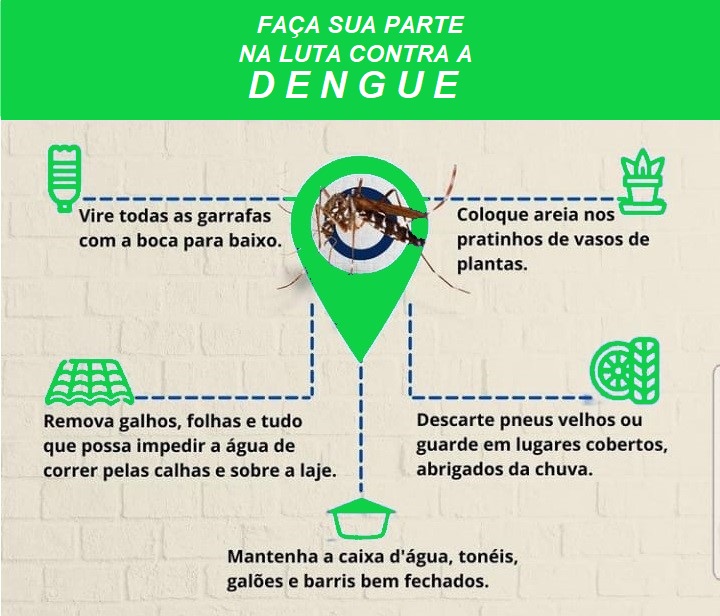 FAÇA SUA PARTE
NA LUTA CONTRA A
DENGUE
Vire todas as garrafas
com a boca para baixo.
Coloque areia nos
pratinhos de vasos de
plantas.
Remova galhos, folhas e tudo
que possa impedir a água de
correr pelas calhas e sobre a laje.
Descarte pneus velhos ou
guarde em lugares cobertos,
abrigados da chuva.
Mantenha a caixa d'água, tonéis,
galões e barris bem fechados.